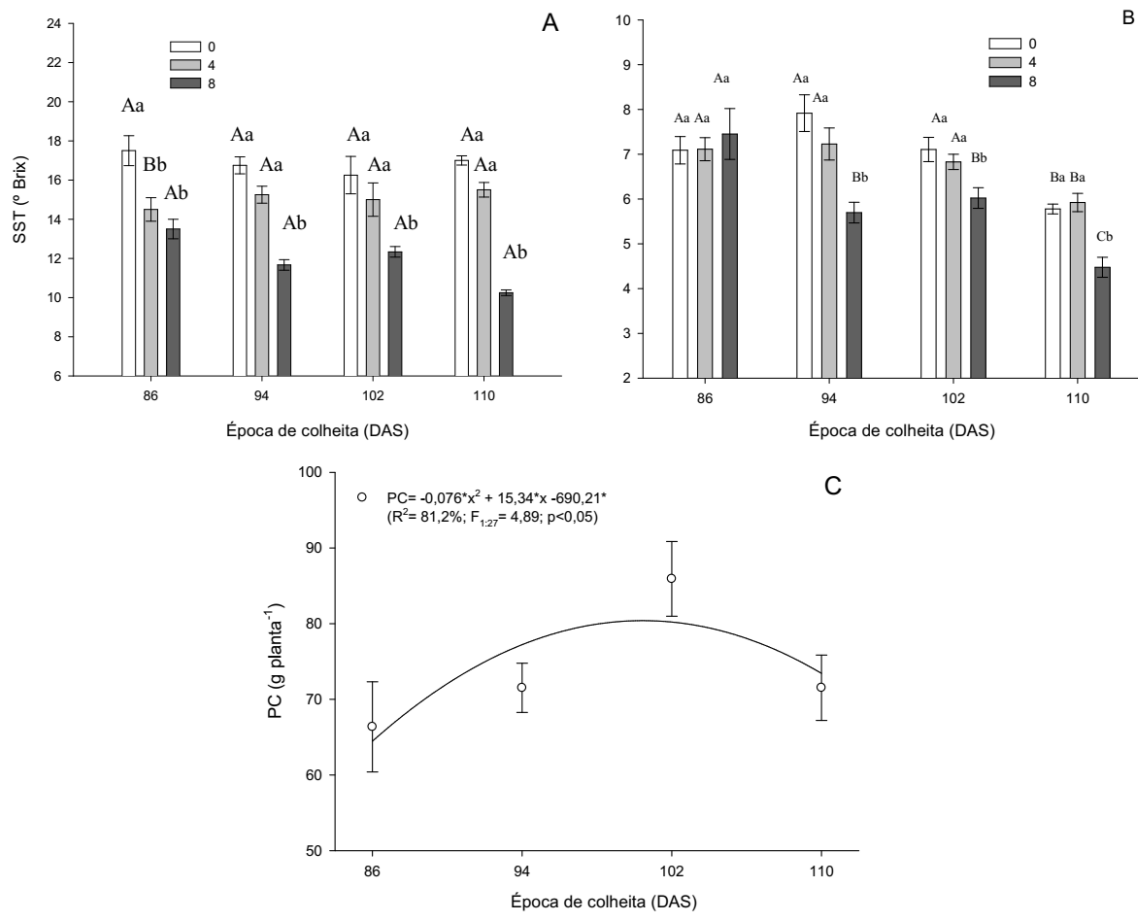 A
24
22
20
18
16
14
12
10
8
6
SST (º Brix)
0
4
8
Aa
Bb
Ab
Aa
Aa
Ab
Aa
Aa
Ab
Aa
Aa
Ab
86
94
102
110
Época de colheita (DAS)
B
10
9
8
7
6
5
4
3
2
0
4
8
Aa
Aa
Aa
Aa
Aa
Bb
Aa
Aa
Bb
Ba
Ba
Cb
86
94
102
110
Época de colheita (DAS)
C
100
90
80
70
60
50
PC (g planta⁻¹)
PC= -0,076*x² + 15,34*x -690,21*
(R²= 81,2%; F₁:₂₇= 4,89; p<0,05)
86
94
102
110
Época de colheita (DAS)